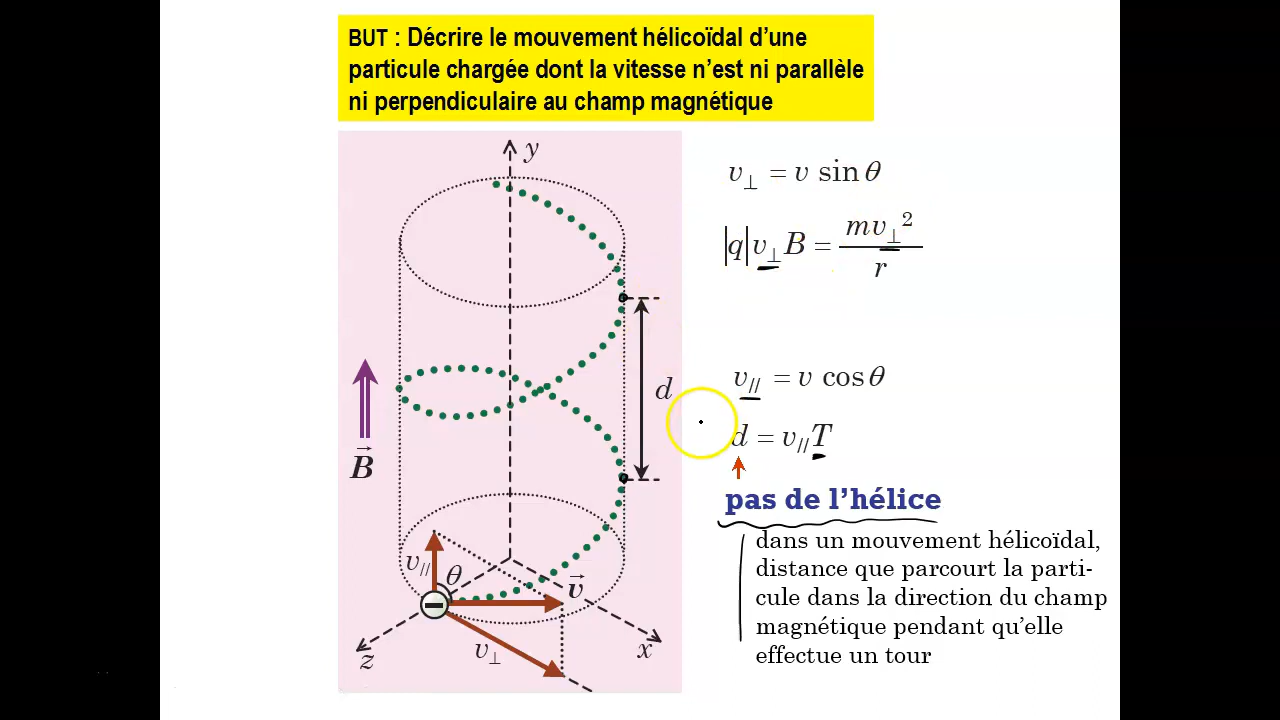 BUT : Décrire le mouvement hélicoïdal d’une
particule chargée dont la vitesse n’est ni parallèle
ni perpendiculaire au champ magnétique
y
d
B⃗
v//
θ
v⃗
−
v⊥
z
x
v⊥ = v sin θ
|q|v⊥B = mv⊥² / r
v// = v cos θ
d = v//T
pas de l’hélice
dans un mouvement hélicoïdal,
distance que parcourt la parti-
cule dans la direction du champ
magnétique pendant qu’elle
effectue un tour